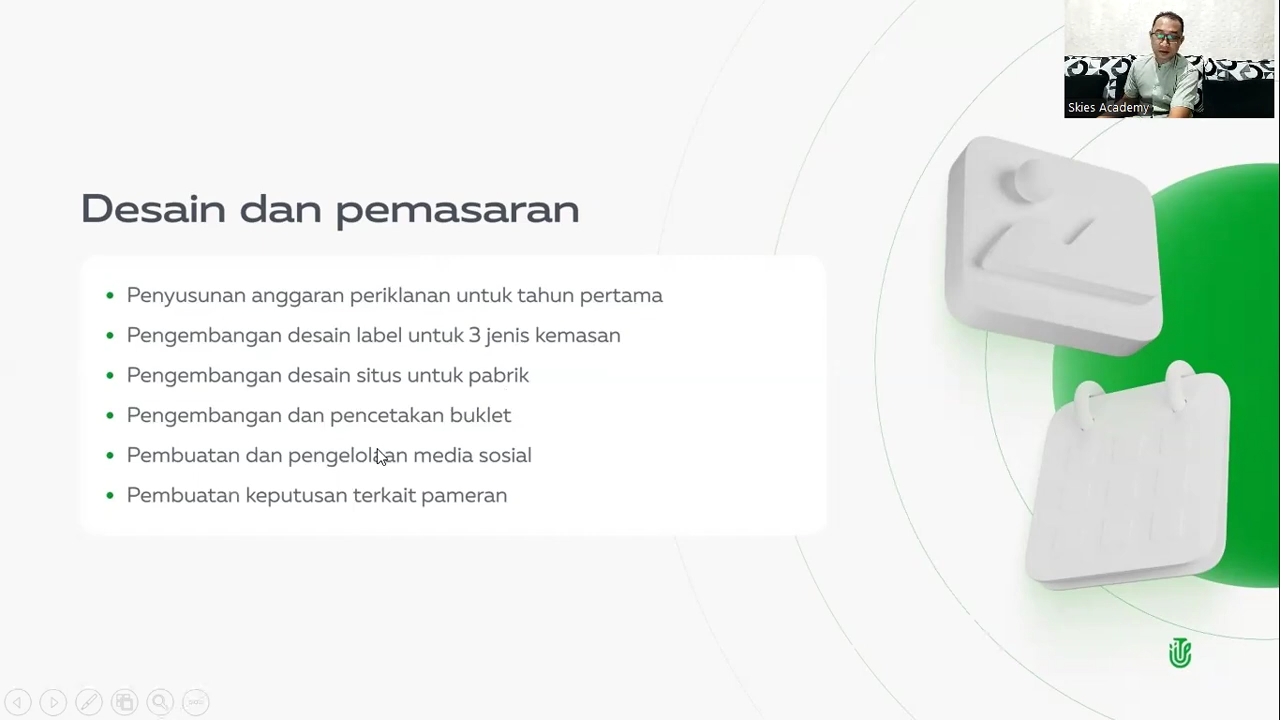 Skies Academy
Desain dan pemasaran
Penyusunan anggaran periklanan untuk tahun pertama
Pengembangan desain label untuk 3 jenis kemasan
Pengembangan desain situs untuk pabrik
Pengembangan dan pencetakan buklet
Pembuatan dan pengelolaan media sosial
Pembuatan keputusan terkait pameran